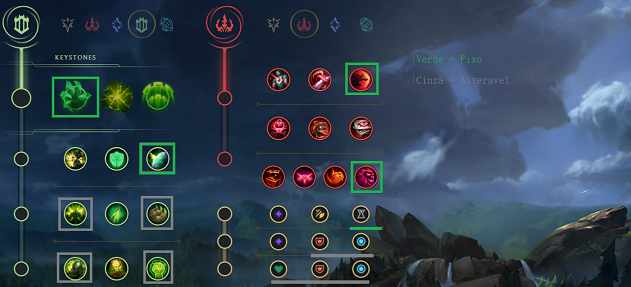 KEYSTONES
Verde = Fixo
Cinza = Alteravel